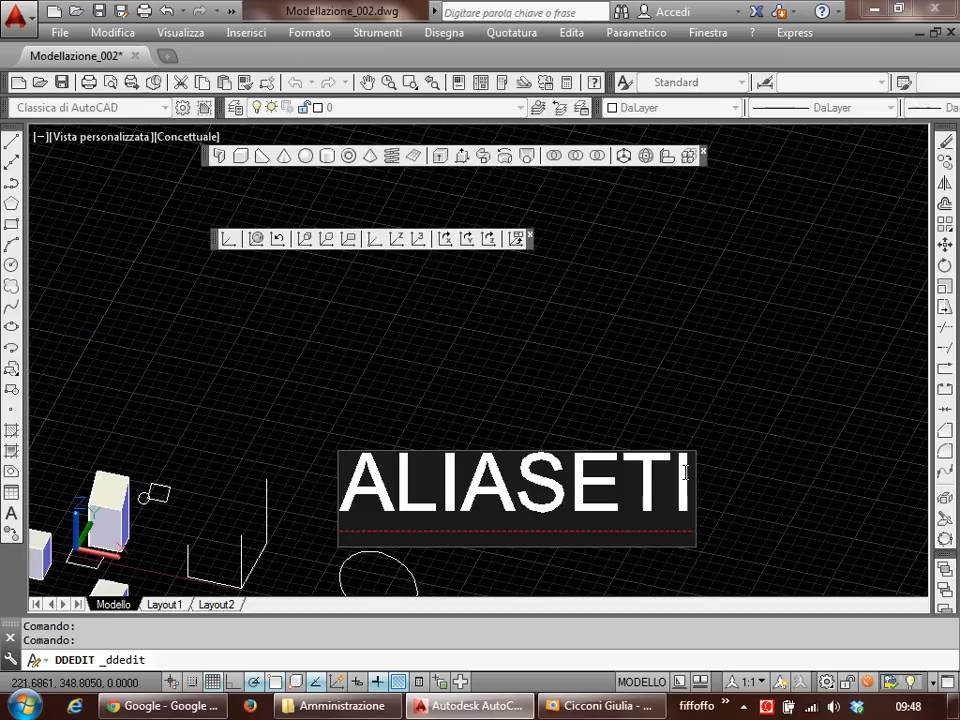 Modellazione_002.dwg
Digitare parola chiave o frase
Accedi
File Modifica Visualizza Inserisci Formato Strumenti Disegna Quotatura Edita Parametrico Finestra ? Express
Modellazione_002*
Standard
Classica di AutoCAD
0
DaLayer
DaLayer
[−][Vista personalizzata][Concettuale]
ALIASETI
Modello Layout1 Layout2
Comando:
Comando:
DDEDIT _ddedit
221.6861, 348.8050, 0.0000
MODELLO
1:1
Google - Google ...
Amministrazione
Autodesk AutoC...
Cicconi Giulia - ...
fiffoffo
09:48